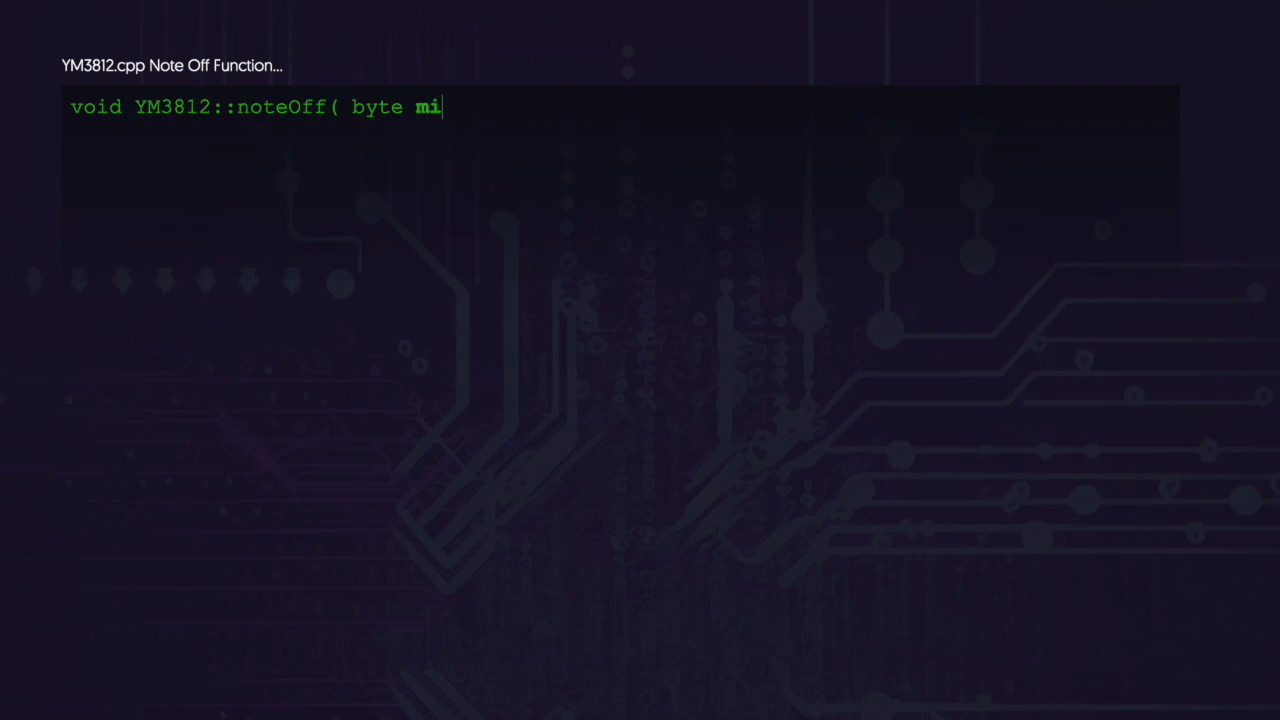 YM3812.cpp Note Off Function...
void YM3812::noteOff( byte mi